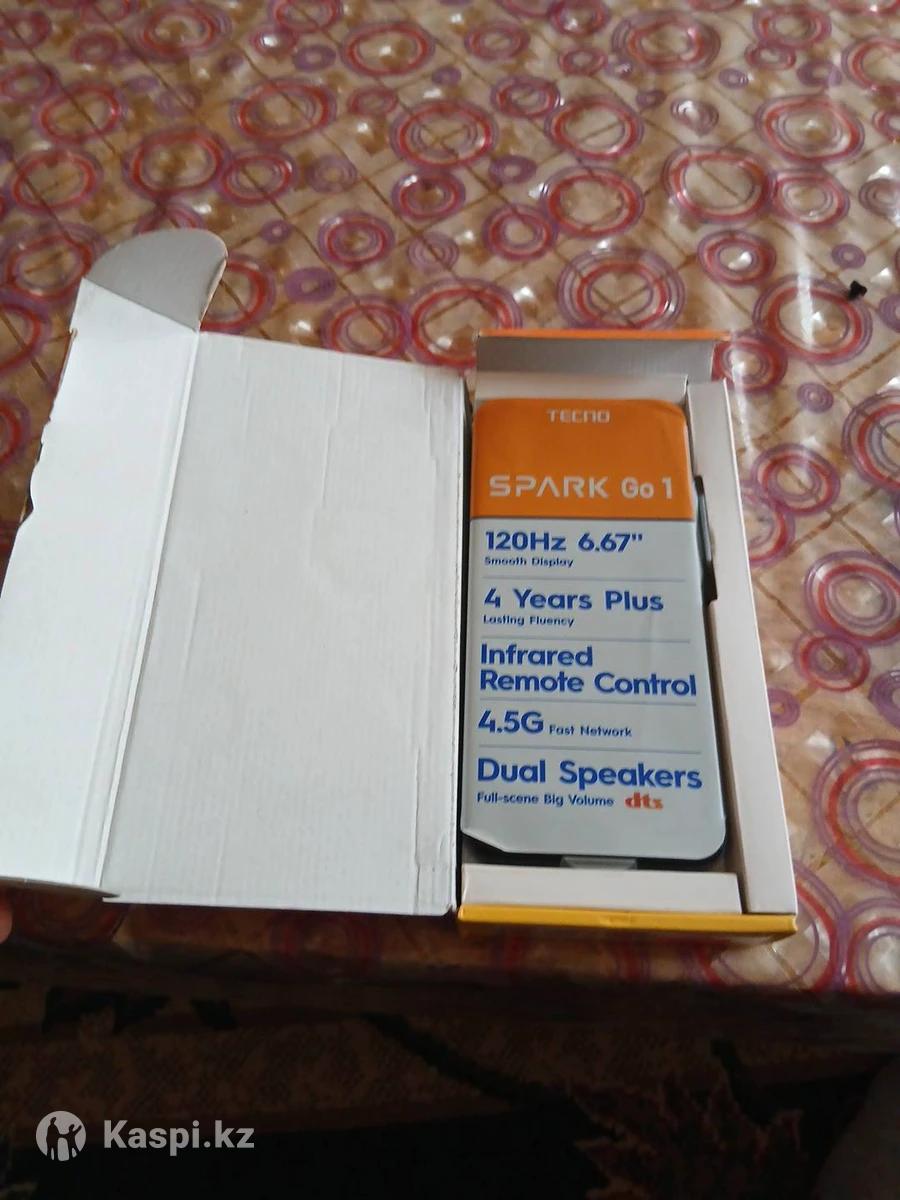 TECNO
SPARK Go 1
120Hz 6.67"
Smooth Display
4 Years Plus
Lasting Fluency
Infrared
Remote Control
4.5G Fast Network
Dual Speakers
Full-scene Big Volume dts
Kaspi.kz